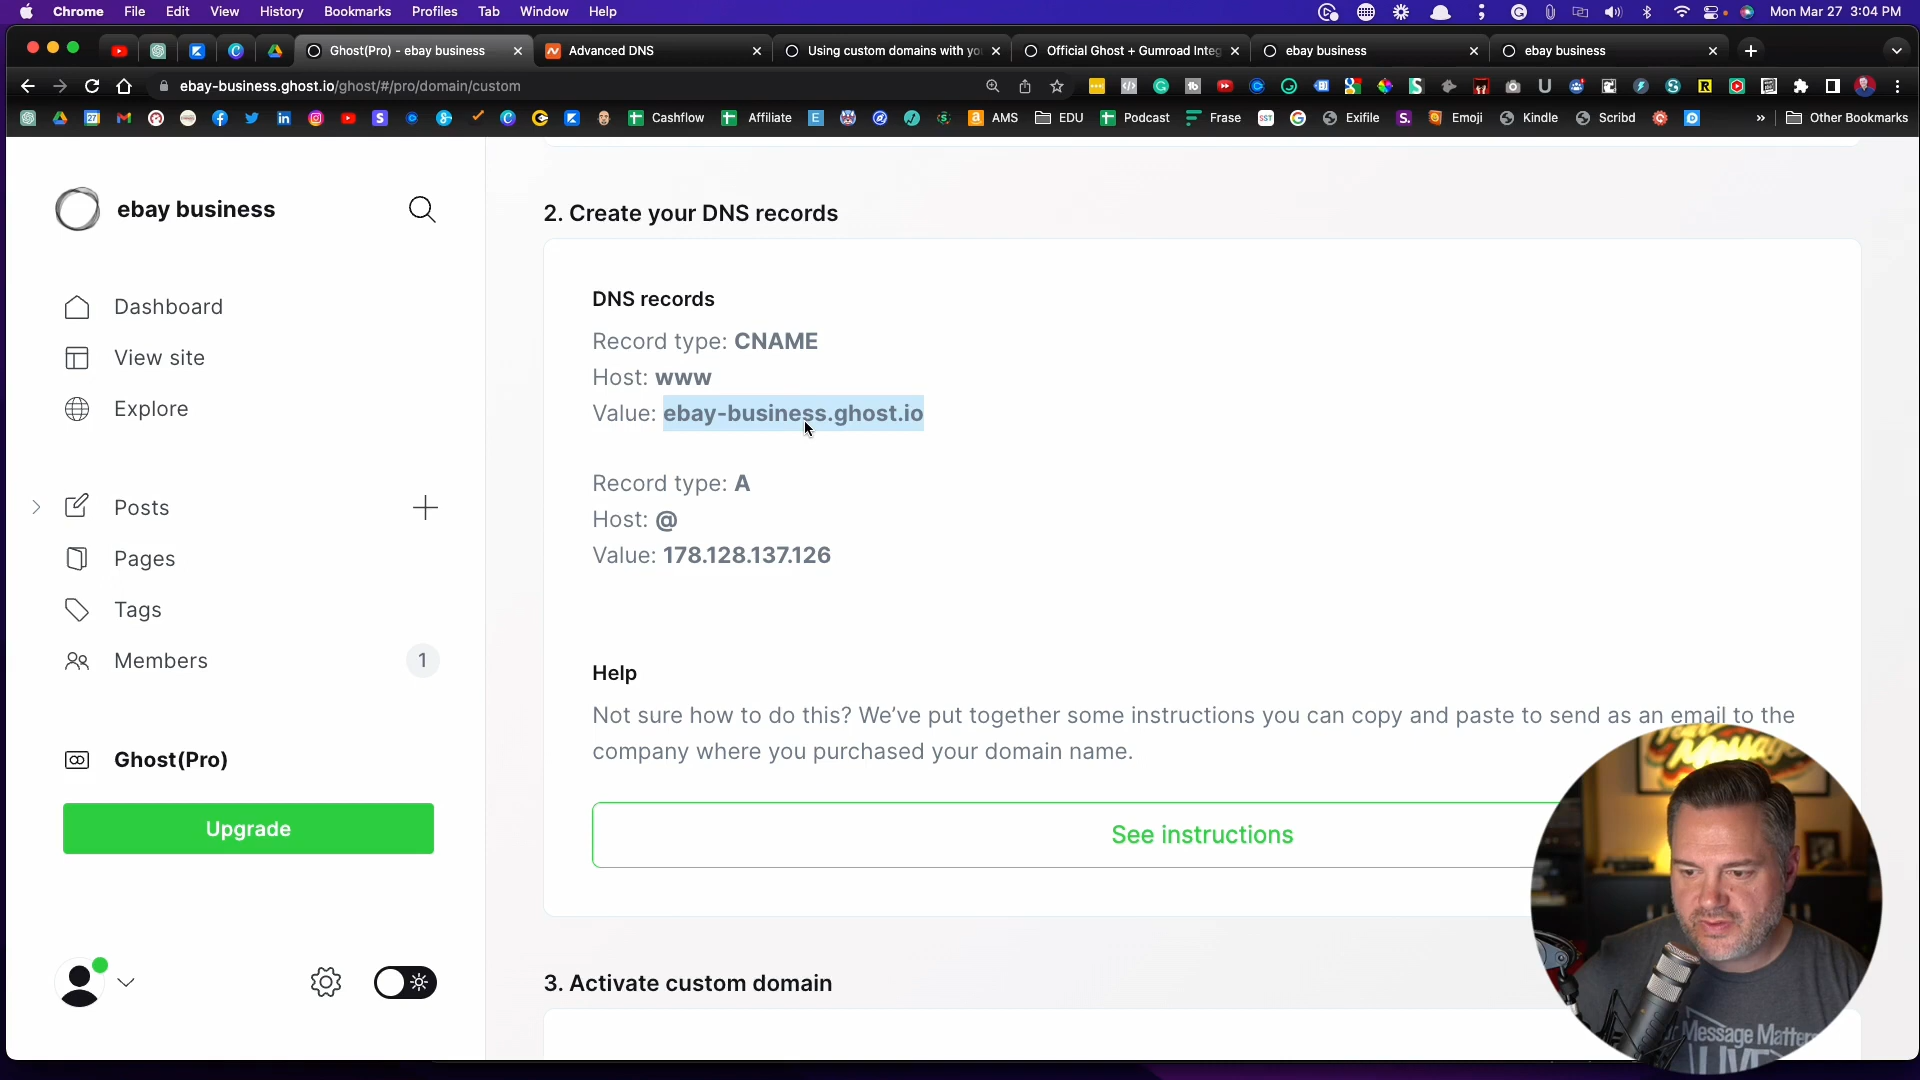 Chrome File Edit View History Bookmarks Profiles Tab Window Help Mon Mar 27 3:04 PM
Ghost(Pro) - ebay business Advanced DNS Using custom domains with yo Official Ghost + Gumroad Integ ebay business ebay business
ebay-business.ghost.io/ghost/#/pro/domain/custom
Cashflow Affiliate AMS EDU Podcast Frase Exifile Emoji Kindle Scribd » Other Bookmarks
ebay business
Dashboard
View site
Explore
Posts
Pages
Tags
Members 1
Ghost(Pro)
Upgrade
2. Create your DNS records
DNS records
Record type: CNAME
Host: www
Value: ebay-business.ghost.io
Record type: A
Host: @
Value: 178.128.137.126
Help
Not sure how to do this? We've put together some instructions you can copy and paste to send as an email to the
company where you purchased your domain name.
See instructions
3. Activate custom domain
Message
Message Matters
LIVE